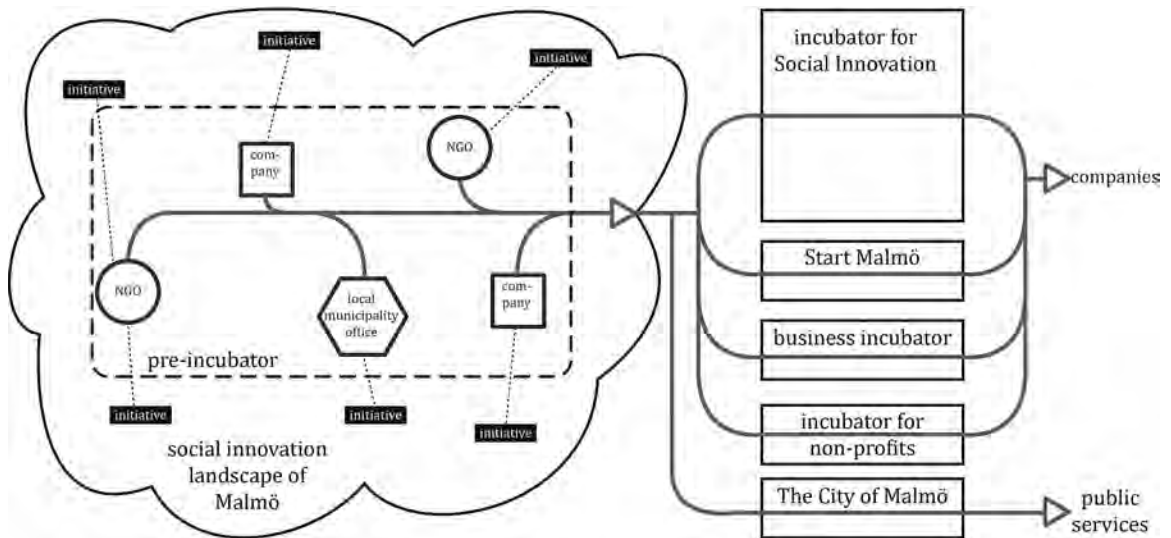 initiative
initiative
initiative
com-
pany
NGO
NGO
local
municipality
office
com-
pany
pre-incubator
initiative
initiative
initiative
social innovation
landscape of
Malmö
incubator for
Social Innovation
Start Malmö
business incubator
incubator for
non-profits
The City of Malmö
companies
public
services